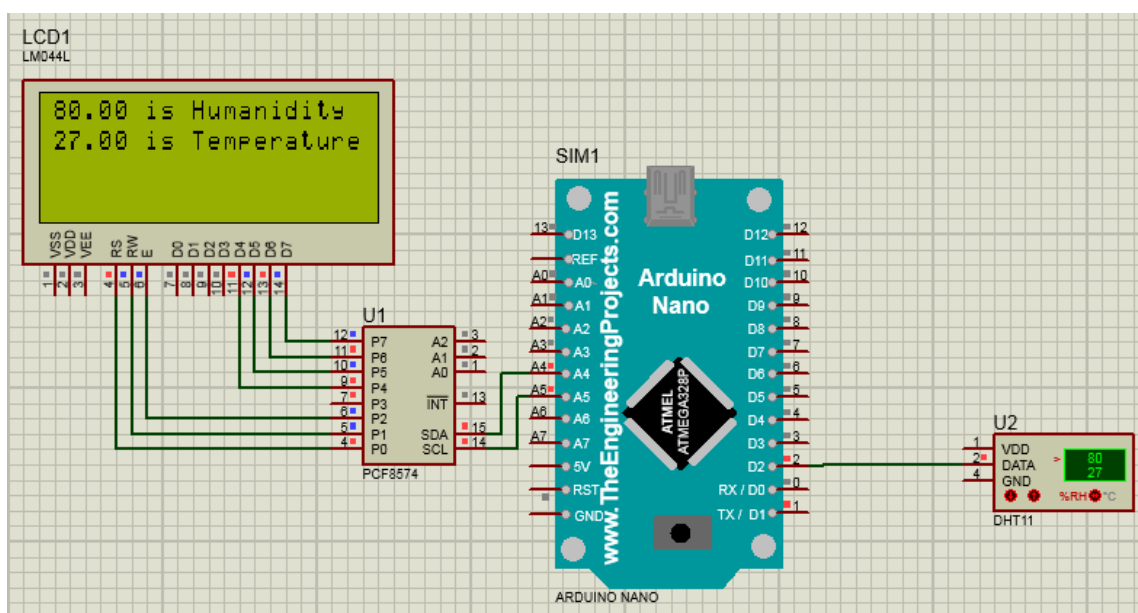 LCD1
LM044L
80.00 is Humanidity
27.00 is Temperature
VSS
VDD
VEE
RS
RW
E
D0
D1
D2
D3
D4
D5
D6
D7
1
2
3
4
5
6
7
8
9
10
11
12
13
14
U1
12 P7 A2 3
11 P6 A1 2
10 P5 A0 1
9 P4
7 P3 INT 13
6 P2
5 P1 SDA 15
4 P0 SCL 14
PCF8574
SIM1
www.TheEngineeringProjects.com
Arduino
Nano
ATMEL
ATMEGA328P
13 D13
REF
A0 A0
A1 A1
A2 A2
A3 A3
A4 A4
A5 A5
A6 A6
A7 A7
5V
RST
GND
D12 12
D11 11
D10 10
D9 9
D8 8
D7 7
D6 6
D5 5
D4 4
D3 3
D2 2
RX / D0 0
TX / D1 1
ARDUINO NANO
U2
1 VDD
2 DATA
4 GND
> 80
27
%RH °C
DHT11